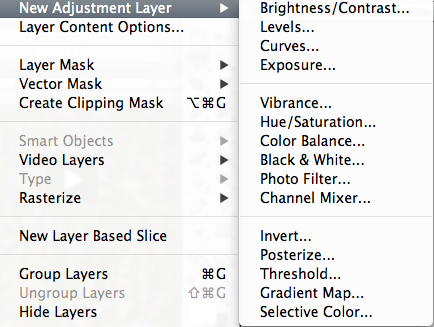 New Adjustment Layer ▶
Layer Content Options...
Layer Mask ▶
Vector Mask ▶
Create Clipping Mask ⌥⌘G
Smart Objects ▶
Video Layers ▶
Type ▶
Rasterize ▶
New Layer Based Slice
Group Layers ⌘G
Ungroup Layers ⇧⌘G
Hide Layers
Brightness/Contrast...
Levels...
Curves...
Exposure...
Vibrance...
Hue/Saturation...
Color Balance...
Black & White...
Photo Filter...
Channel Mixer...
Invert...
Posterize...
Threshold...
Gradient Map...
Selective Color...